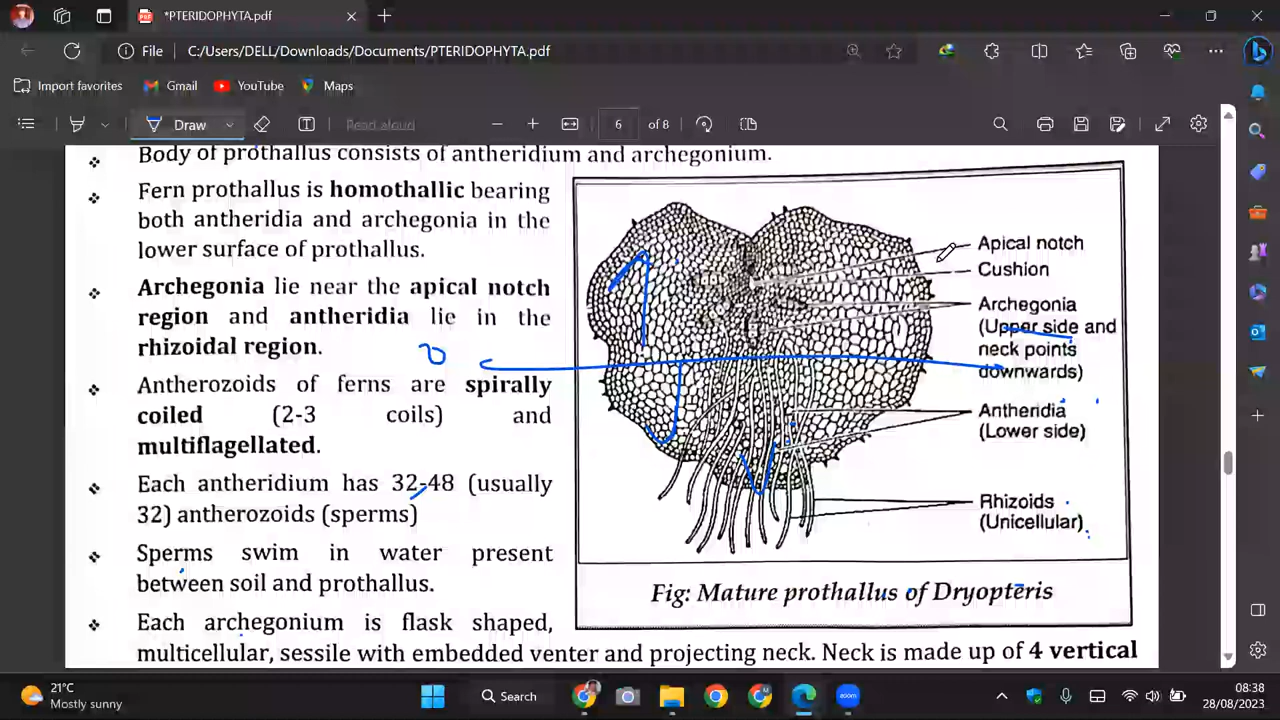 *PTERIDOPHYTA.pdf
File
C:/Users/DELL/Downloads/Documents/PTERIDOPHYTA.pdf
Import favorites
Gmail
YouTube
Maps
Draw
Read aloud
6
of 8
Body of prothallus consists of antheridium and archegonium.
Fern prothallus is homothallic bearing
both antheridia and archegonia in the
lower surface of prothallus.
Archegonia lie near the apical notch
region and antheridia lie in the
rhizoidal region.
Antherozoids of ferns are spirally
coiled (2-3 coils) and
multiflagellated.
Each antheridium has 32-48 (usually
32) antherozoids (sperms)
Sperms swim in water present
between soil and prothallus.
Each archegonium is flask shaped,
multicellular, sessile with embedded venter and projecting neck. Neck is made up of 4 vertical
Apical notch
Cushion
Archegonia
(Upper side and
neck points
downwards)
Antheridia
(Lower side)
Rhizoids
(Unicellular)
Fig: Mature prothallus of Dryopteris
21°C
Mostly sunny
Search
zoom
08:38
28/08/2023